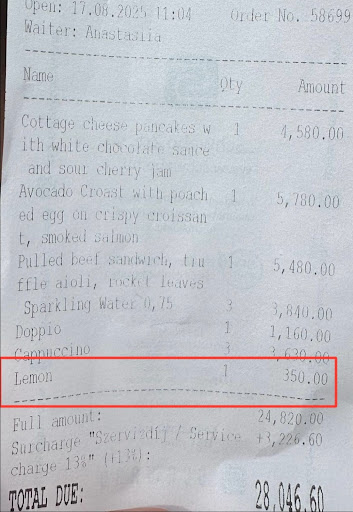 Open: 17.08.2025 11:04 Order No. 58699
Waiter: Anastasiia
Name Qty Amount
Cottage cheese pancakes w 1 4,580.00
ith white chocolate sauce
and sour cherry jam
Avocado Croast with poach 1 5,780.00
ed egg on crispy croissan
t, smoked salmon
Pulled beef sandwich, tru 1 5,480.00
ffle aioli, rocket leaves
Sparkling Water 0,75 3 3,840.00
Doppio 1 1,160.00
Cappuccino 3 3,630.00
Lemon 1 350.00
Full amount: 24,820.00
Surcharge "Szervizdíj / Service +3,226.60
charge 13%" (+13%):
TOTAL DUE: 28,046.60